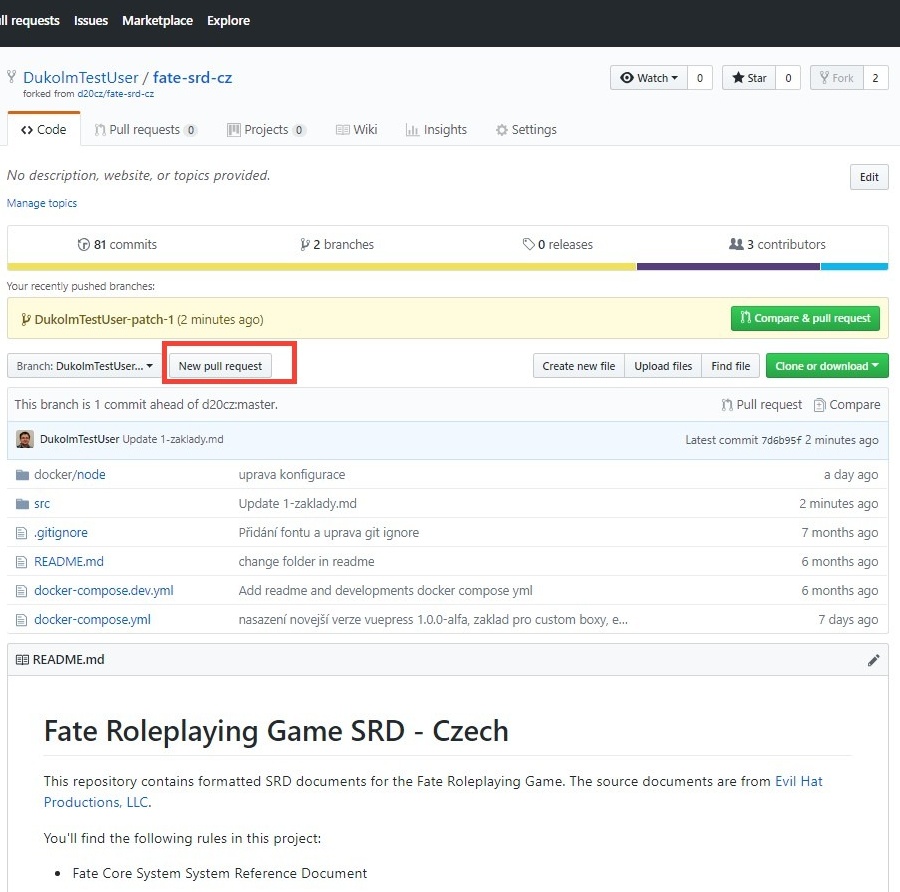 ll requests Issues Marketplace Explore
DukolmTestUser / fate-srd-cz
Watch 0 Star 0 Fork 2
forked from d20cz/fate-srd-cz
Code Pull requests 0 Projects 0 Wiki Insights Settings
No description, website, or topics provided.
Edit
Manage topics
81 commits 2 branches 0 releases 3 contributors
Your recently pushed branches:
DukolmTestUser-patch-1 (2 minutes ago) Compare & pull request
Branch: DukolmTestUser... New pull request Create new file Upload files Find file Clone or download
This branch is 1 commit ahead of d20cz:master. Pull request Compare
DukolmTestUser Update 1-zaklady.md Latest commit 7d6b95f 2 minutes ago
docker/node uprava konfigurace a day ago
src Update 1-zaklady.md 2 minutes ago
.gitignore Přidání fontu a uprava git ignore 7 months ago
README.md change folder in readme 6 months ago
docker-compose.dev.yml Add readme and developments docker compose yml 6 months ago
docker-compose.yml nasazení novejší verze vuepress 1.0.0-alfa, zaklad pro custom boxy, e... 7 days ago
README.md
Fate Roleplaying Game SRD - Czech
This repository contains formatted SRD documents for the Fate Roleplaying Game. The source documents are from Evil Hat
Productions, LLC.
You'll find the following rules in this project:
• Fate Core System System Reference Document